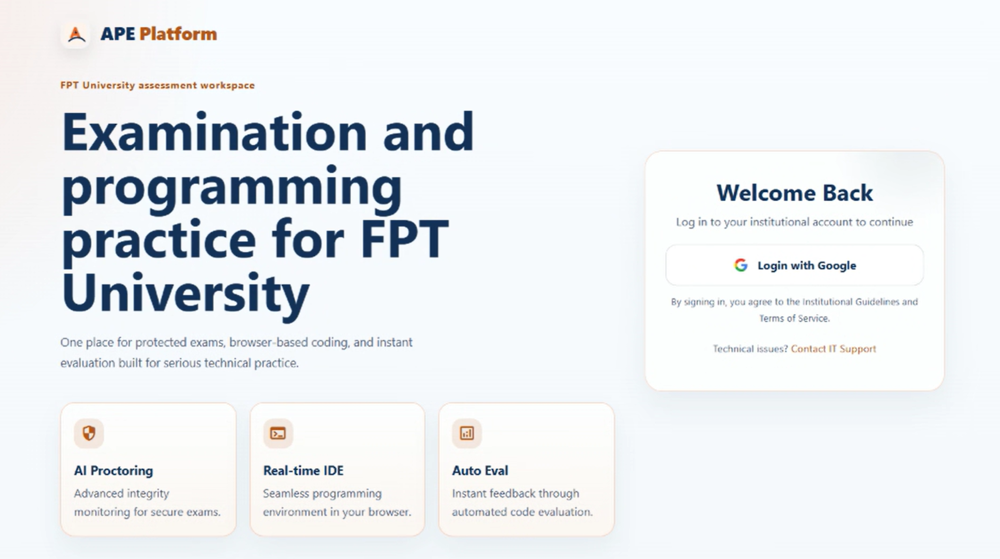 APE Platform
FPT University assessment workspace
Examination and
programming
practice for FPT
University
One place for protected exams, browser-based coding, and instant
evaluation built for serious technical practice.
AI Proctoring
Advanced integrity
monitoring for secure exams.
Real-time IDE
Seamless programming
environment in your browser.
Auto Eval
Instant feedback through
automated code evaluation.
Welcome Back
Log in to your institutional account to continue
Login with Google
By signing in, you agree to the Institutional Guidelines and
Terms of Service.
Technical issues? Contact IT Support